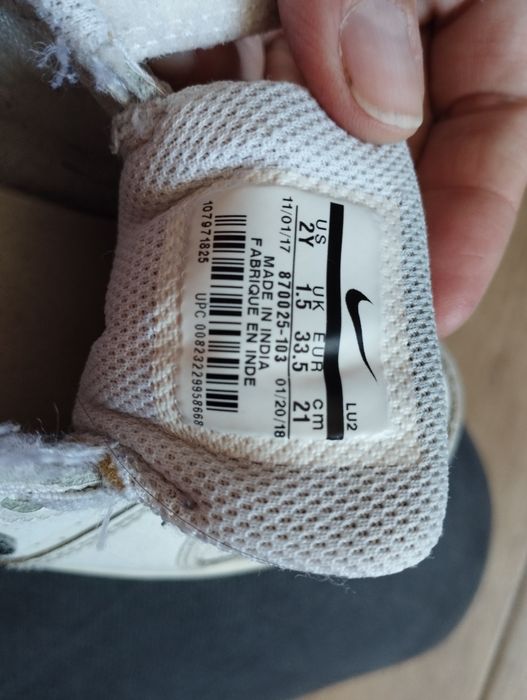 LU2
US UK EUR cm
2Y 1.5 33.5 21
11/01/17 870025-103 01/20/18
MADE IN INDIA
FABRIQUE EN INDE
UPC 00823229958668
107971825